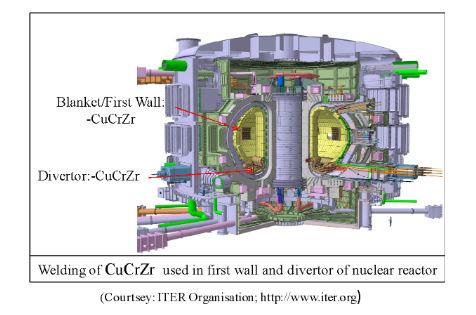 Blanket/First Wall:
-CuCrZr
Divertor:-CuCrZr
Welding of CuCrZr used in first wall and divertor of nuclear reactor
(Courtsey: ITER Organisation; http://www.iter.org)